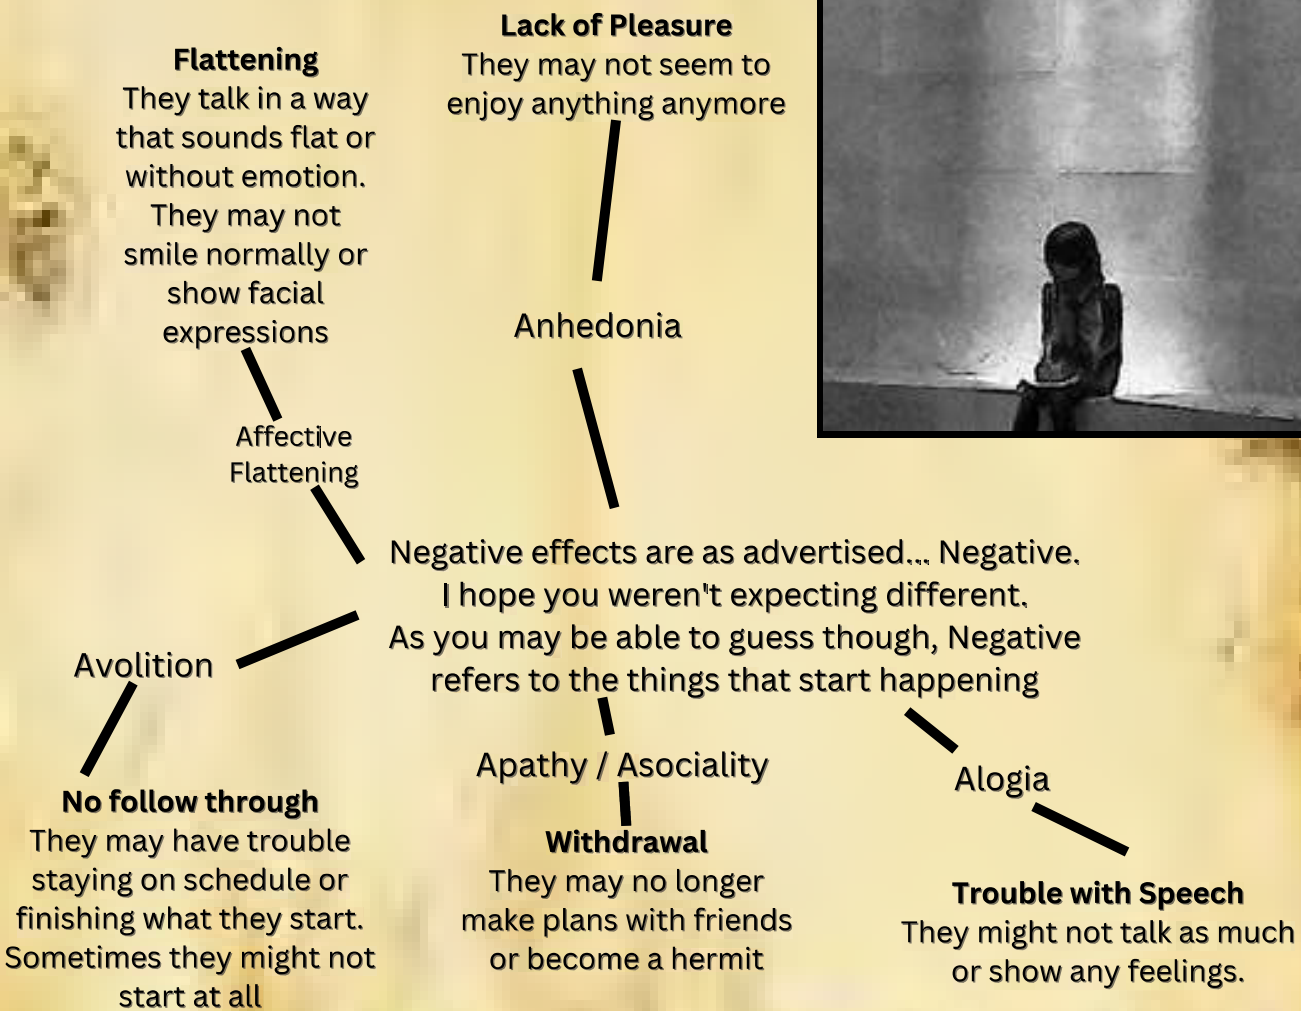 Lack of Pleasure
They may not seem to
enjoy anything anymore
Flattening
They talk in a way
that sounds flat or
without emotion.
They may not
smile normally or
show facial
expressions
Anhedonia
Affective
Flattening
Negative effects are as advertised... Negative.
I hope you weren't expecting different.
As you may be able to guess though, Negative
refers to the things that start happening
Avolition
No follow through
They may have trouble
staying on schedule or
finishing what they start.
Sometimes they might not
start at all
Apathy / Asociality
Withdrawal
They may no longer
make plans with friends
or become a hermit
Alogia
Trouble with Speech
They might not talk as much
or show any feelings.